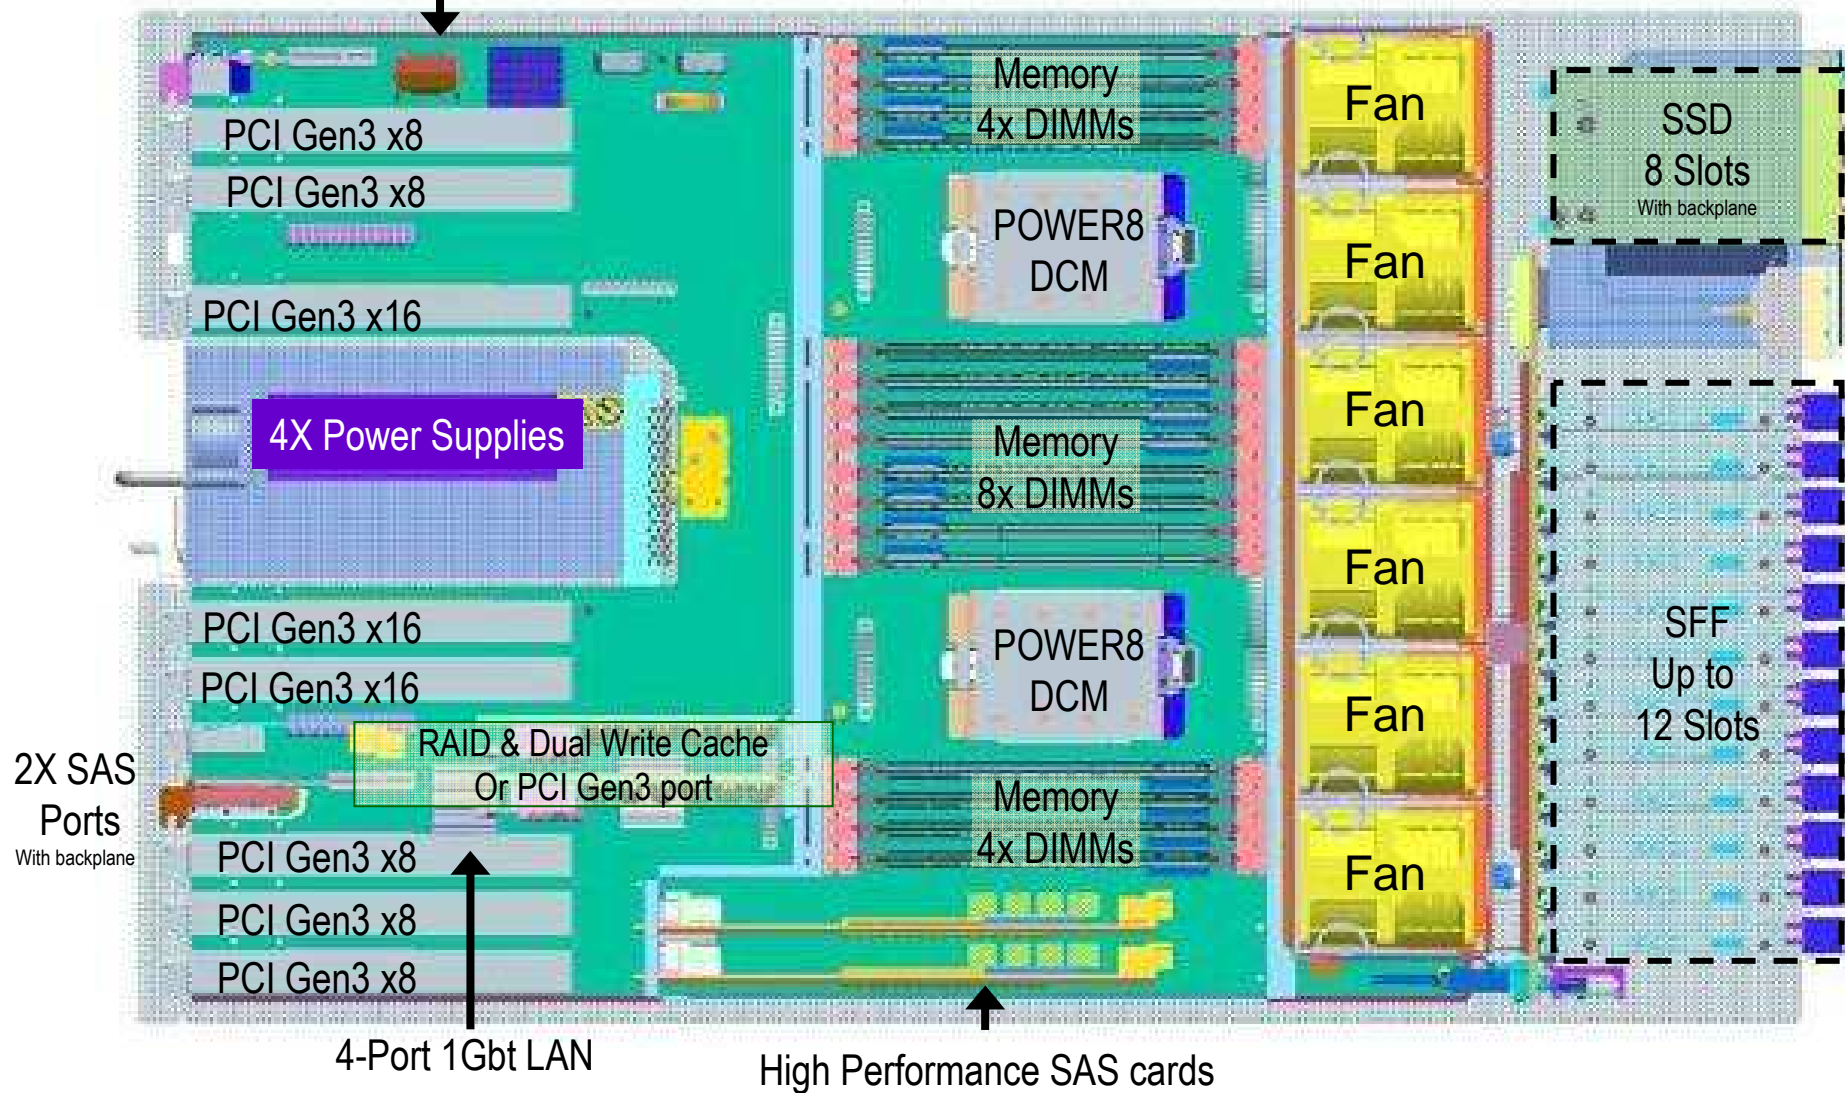 PCI Gen3 x8
PCI Gen3 x8
PCI Gen3 x16
4X Power Supplies
PCI Gen3 x16
PCI Gen3 x16
RAID & Dual Write Cache
Or PCI Gen3 port
2X SAS
Ports
With backplane
PCI Gen3 x8
PCI Gen3 x8
PCI Gen3 x8
4-Port 1Gbt LAN
Memory
4x DIMMs
POWER8
DCM
Memory
8x DIMMs
POWER8
DCM
Memory
4x DIMMs
High Performance SAS cards
Fan
Fan
Fan
Fan
Fan
Fan
SSD
8 Slots
With backplane
SFF
Up to
12 Slots